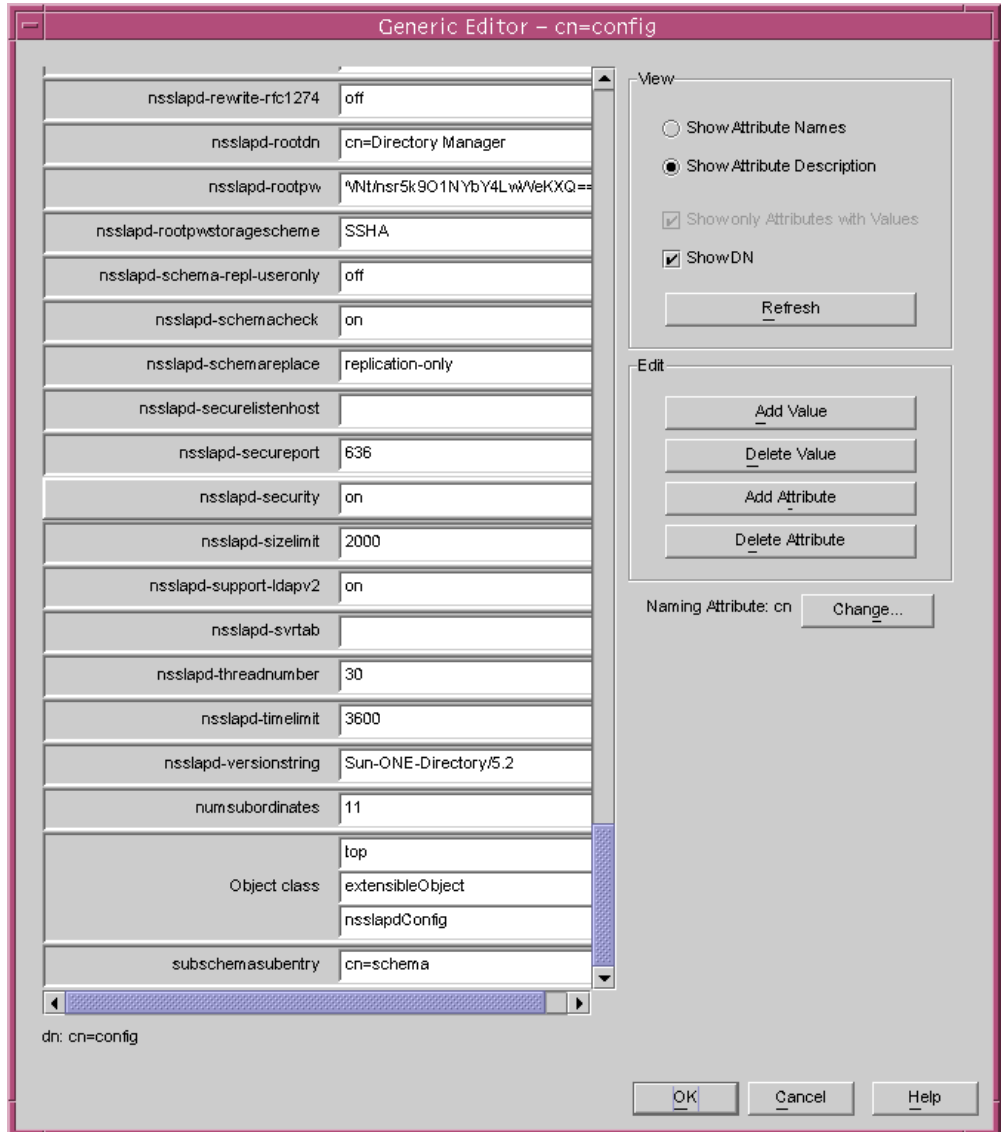 Generic Editor – cn=config
nsslapd-rewrite-rfc1274 off
nsslapd-rootdn cn=Directory Manager
nsslapd-rootpw
nsslapd-rootpwstoragescheme SSHA
nsslapd-schema-repl-useronly off
nsslapd-schemacheck on
nsslapd-schemareplace replication-only
nsslapd-securelistenhost
nsslapd-secureport 636
nsslapd-security on
nsslapd-sizelimit 2000
nsslapd-support-ldapv2 on
nsslapd-svrtab
nsslapd-threadnumber 30
nsslapd-timelimit 3600
nsslapd-versionstring Sun-ONE-Directory/5.2
numsubordinates 11
Object class
top
extensibleObject
nsslapdConfig
subschemasubentry cn=schema
dn: cn=config
View
Show Attribute Names
Show Attribute Description
Show only Attributes with Values
Show DN
Refresh
Edit
Add Value
Delete Value
Add Attribute
Delete Attribute
Naming Attribute: cn
Change...
OK
Cancel
Help